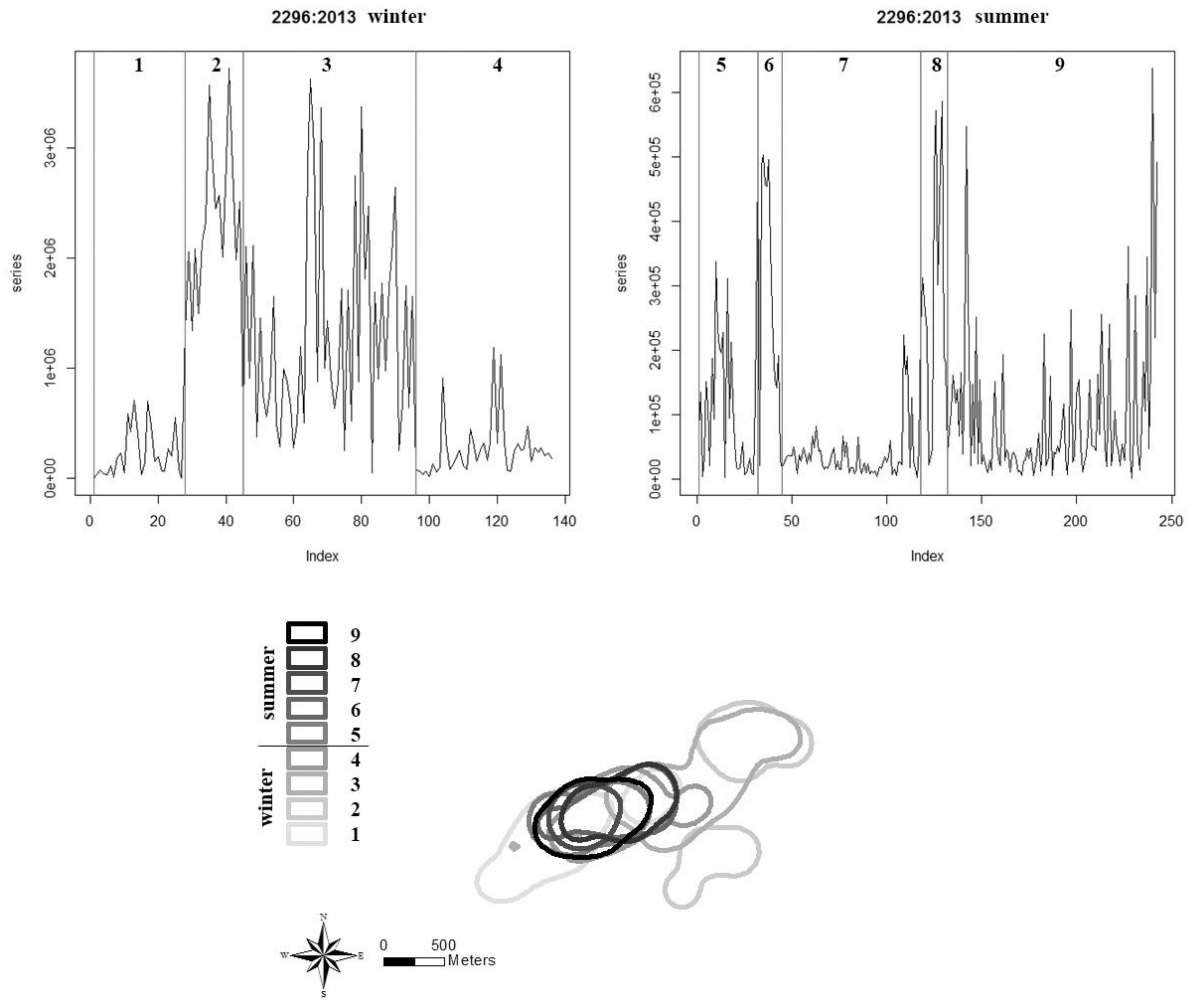 2296:2013 winter
1 2 3 4
series
0e+00 1e+06 2e+06 3e+06
0 20 40 60 80 100 120 140
Index
2296:2013 summer
5 6 7 8 9
series
0e+00 1e+05 2e+05 3e+05 4e+05 5e+05 6e+05
0 50 100 150 200 250
Index
summer
9
8
7
6
5
winter
4
3
2
1
N
W E
S
0 500
Meters